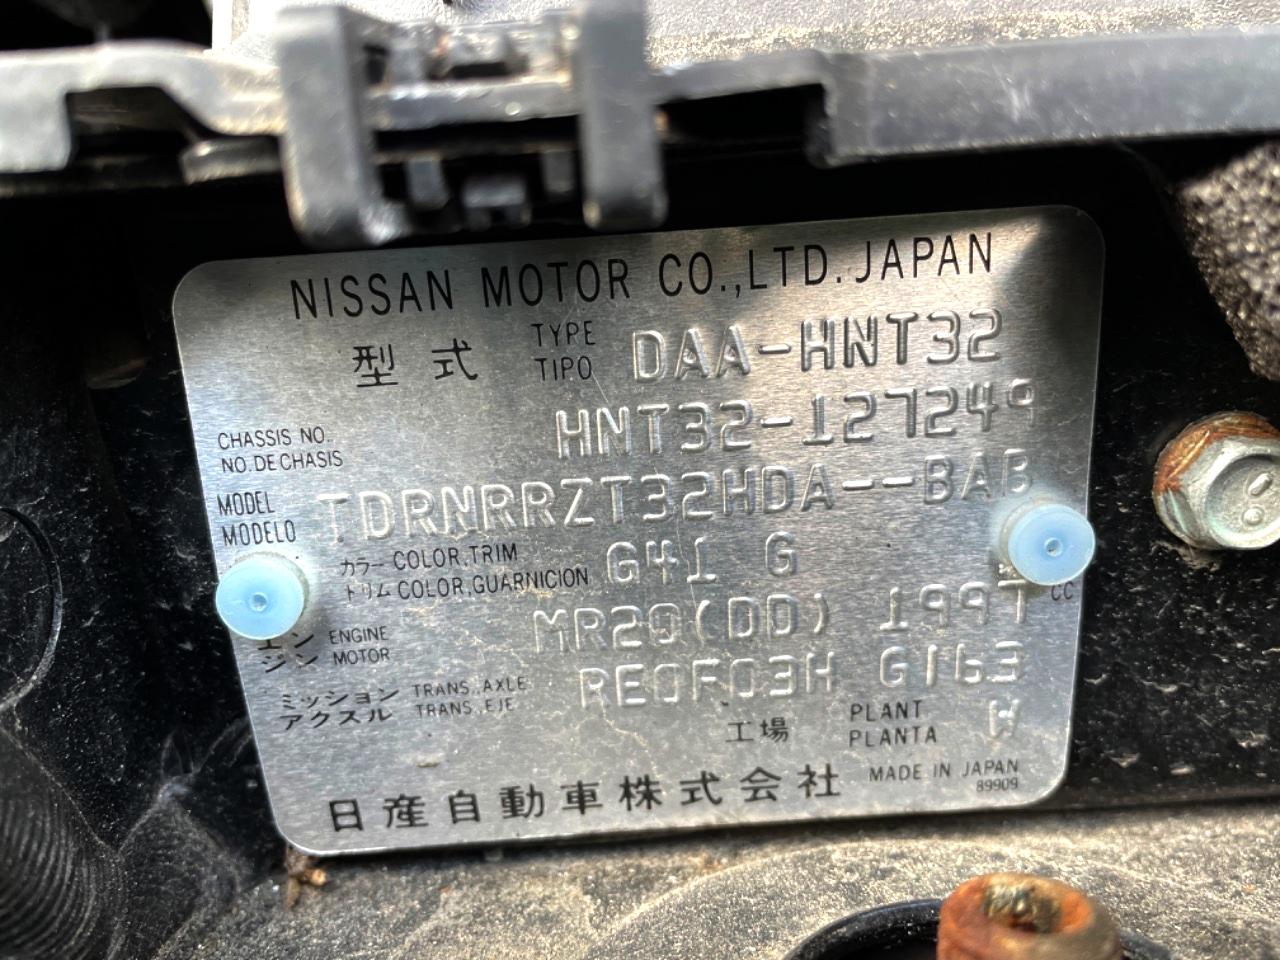 NISSAN MOTOR CO.,LTD. JAPAN
型式 TYPE TIPO DAA-HNT32
CHASSIS NO. NO.DE CHASIS HNT32-127249
MODEL MODELO TDRNRRZT32HDA--BAB
カラー COLOR,TRIM
トリム COLOR,GUARNICION G41 G
エンジン ENGINE MOTOR MR20(DD) 1997 CC
ミッション TRANS., AXLE
アクスル TRANS., EJE RE0F03H G163
工場 PLANT PLANTA W
日産自動車株式会社 MADE IN JAPAN
89909